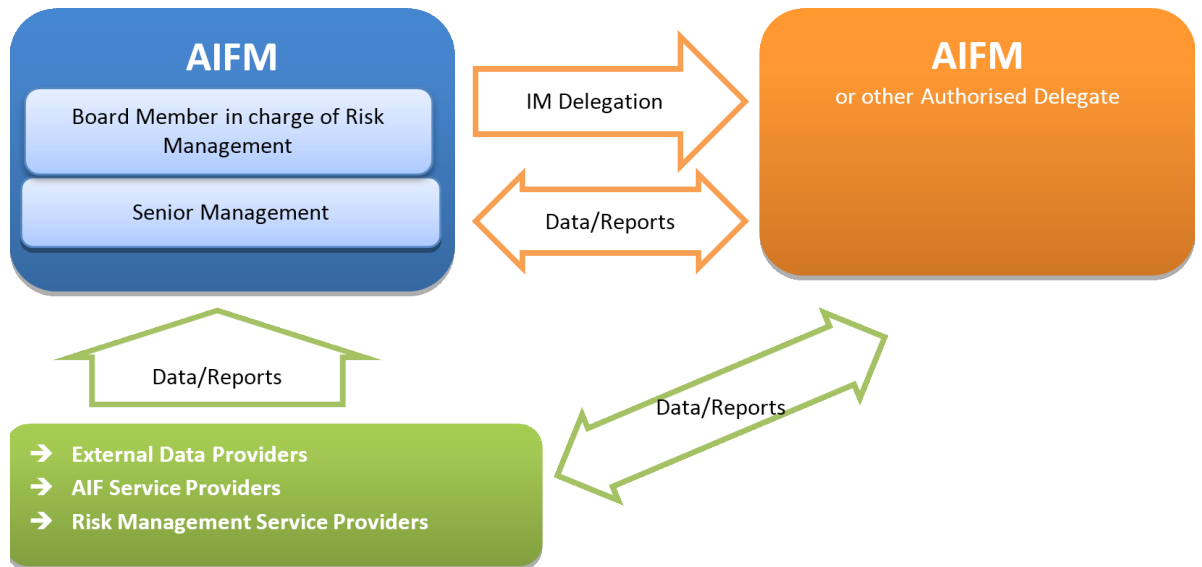 AIFM
Board Member in charge of Risk
Management
Senior Management
IM Delegation
Data/Reports
AIFM
or other Authorised Delegate
Data/Reports
Data/Reports
➔ External Data Providers
➔ AIF Service Providers
➔ Risk Management Service Providers